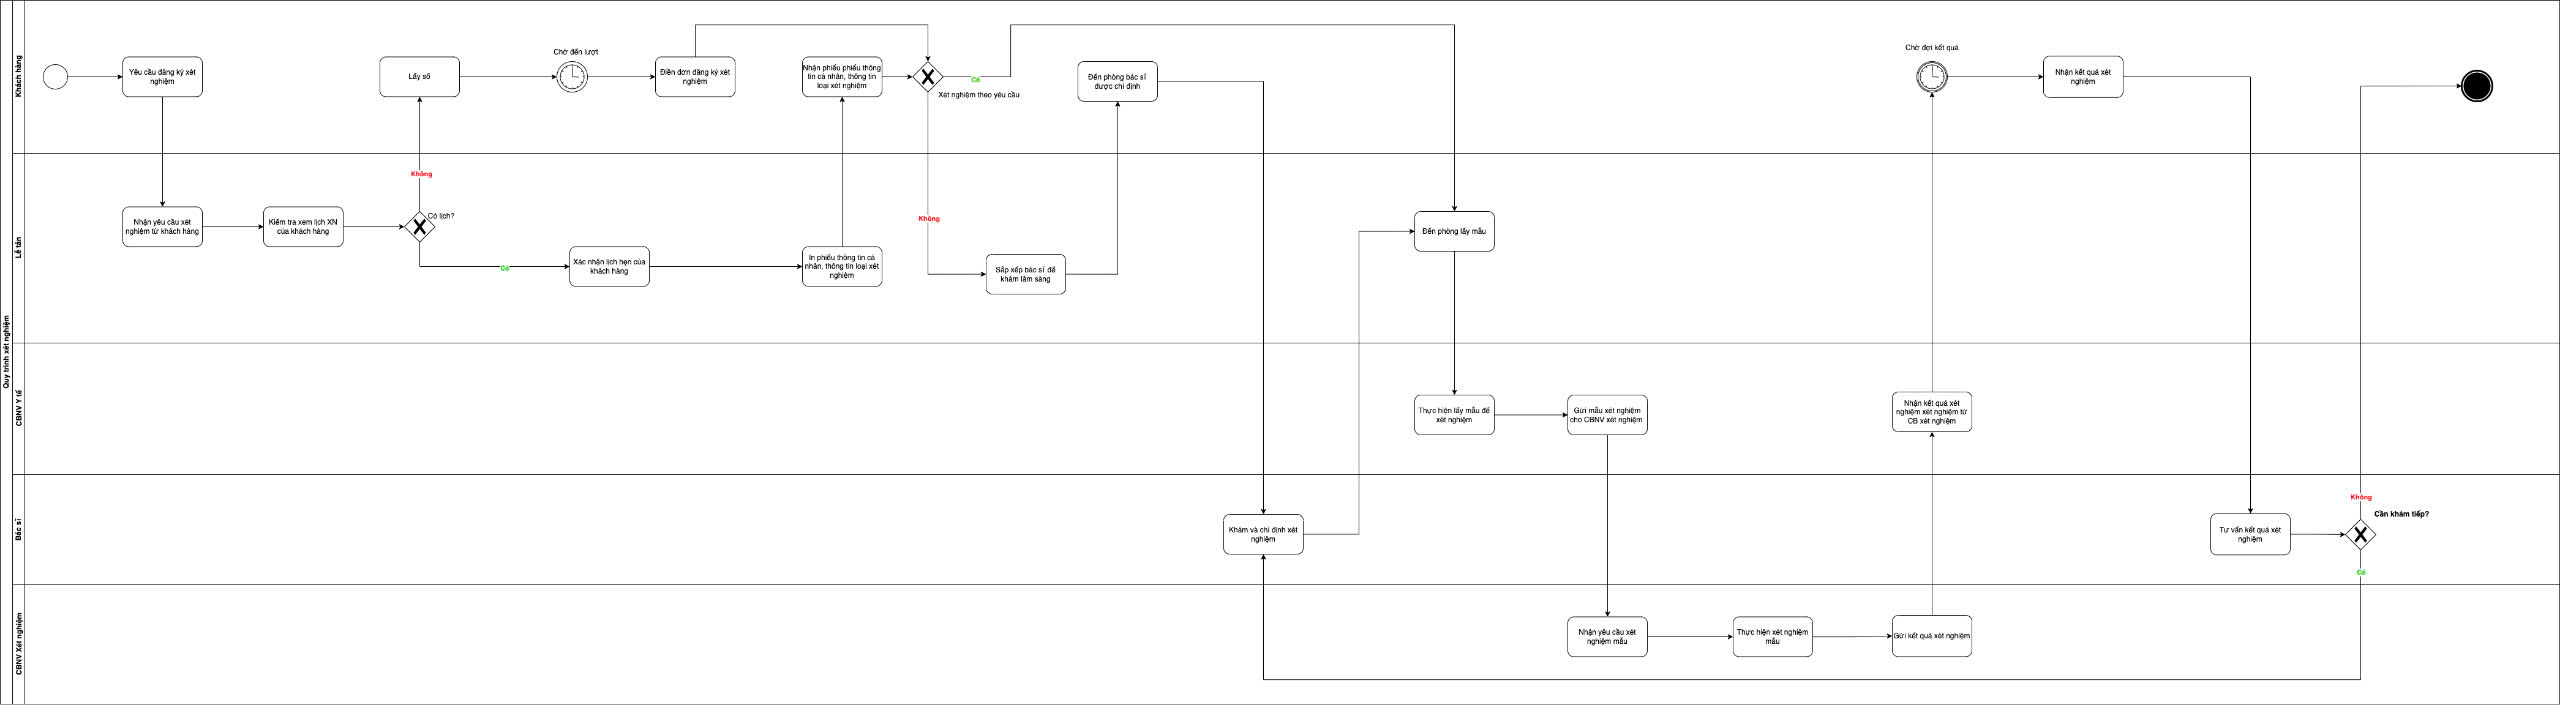 Quy trình xét nghiệm
Khách hàng
Yêu cầu đăng ký xét
nghiệm
Lấy số
Chờ đến lượt
Điền đơn đăng ký xét
nghiệm
Nhận phiếu phiếu thông
tin cá nhân, thông tin
loại xét nghiệm
Có
Xét nghiệm theo yêu cầu
Đến phòng bác sĩ
được chỉ định
Chờ đợi kết quả
Nhận kết quả xét
nghiệm
Lễ tân
Nhận yêu cầu xét
nghiệm từ khách hàng
Kiểm tra xem lịch XN
của khách hàng
Không
Có lịch?
Có
Xác nhận lịch hẹn của
khách hàng
In phiếu thông tin cá
nhân, thông tin loại xét
nghiệm
Không
Sắp xếp bác sĩ để
khám lâm sàng
Đến phòng lấy mẫu
CBNV Y tế
Thực hiện lấy mẫu để
xét nghiệm
Gửi mẫu xét nghiệm
cho CBNV xét nghiệm
Nhận kết quả xét
nghiệm xét nghiệm từ
CB xét nghiệm
Bác sĩ
Khám và chỉ định xét
nghiệm
Tư vấn kết quả xét
nghiệm
Không
Cần khám tiếp?
Có
CBNV Xét nghiệm
Nhận yêu cầu xét
nghiệm mẫu
Thực hiện xét nghiệm
mẫu
Gửi kết quả xét nghiệm